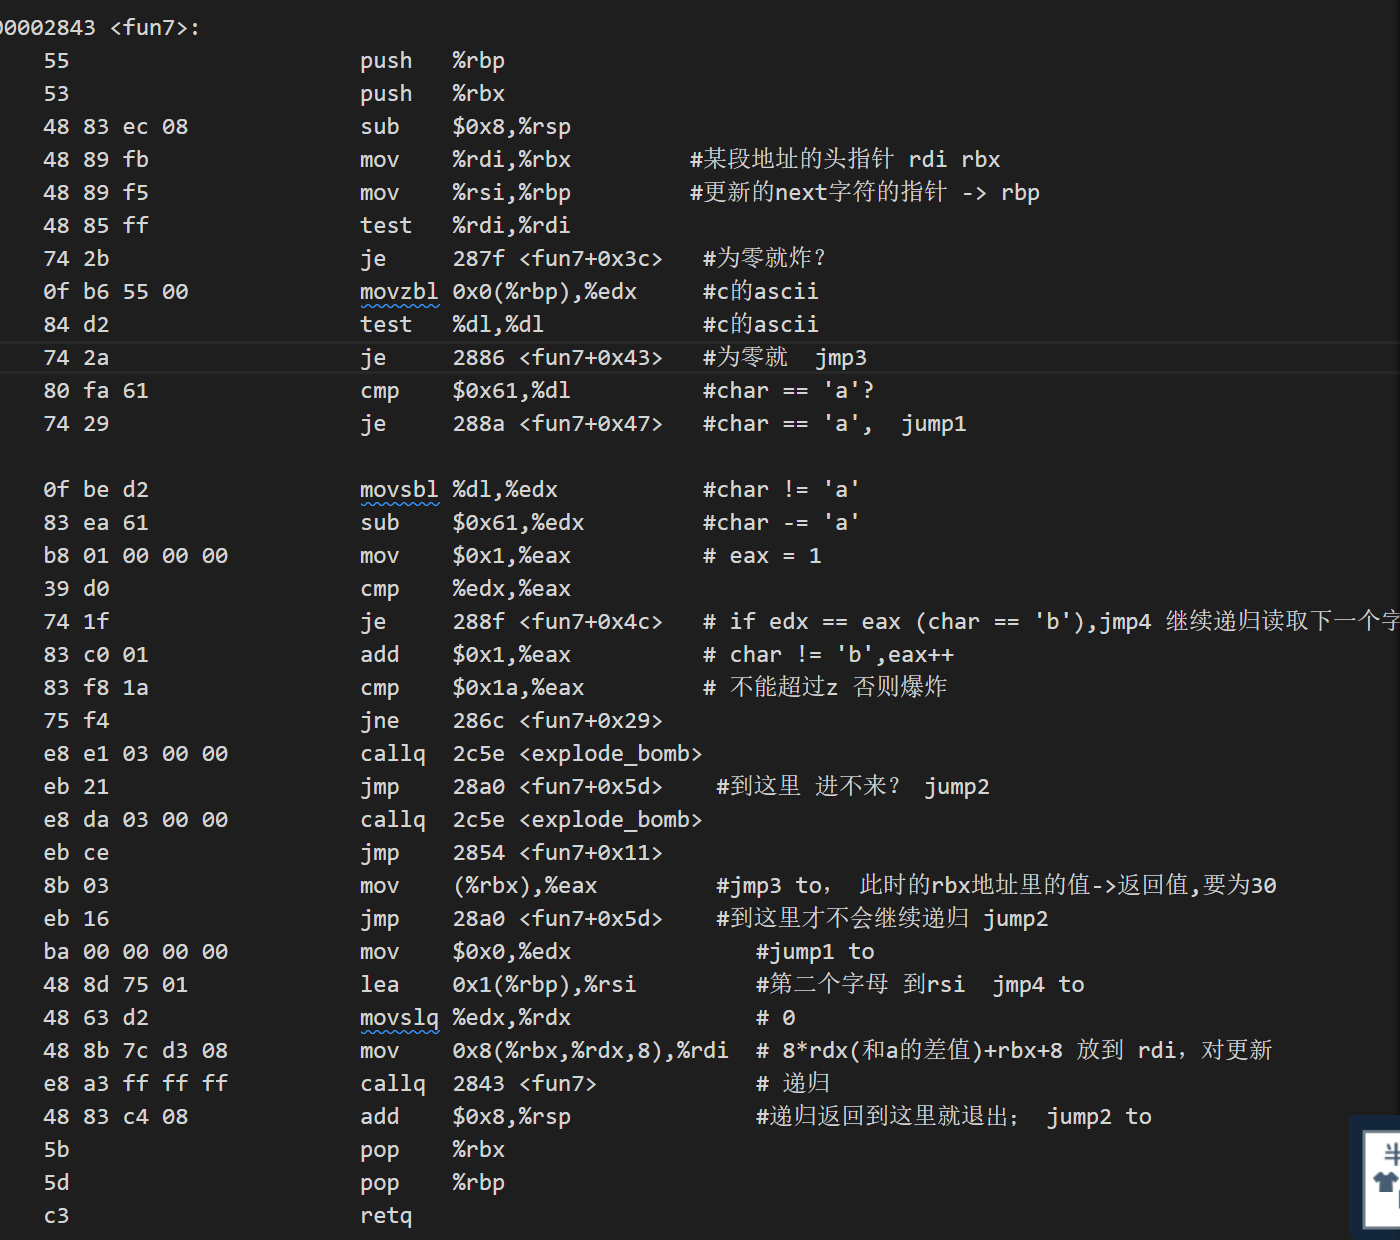 00002843 <fun7>:
55 push %rbp
53 push %rbx
48 83 ec 08 sub $0x8,%rsp
48 89 fb mov %rdi,%rbx #某段地址的头指针 rdi rbx
48 89 f5 mov %rsi,%rbp #更新的next字符的指针 -> rbp
48 85 ff test %rdi,%rdi
74 2b je 287f <fun7+0x3c> #为零就炸?
0f b6 55 00 movzbl 0x0(%rbp),%edx #c的ascii
84 d2 test %dl,%dl #c的ascii
74 2a je 2886 <fun7+0x43> #为零就 jmp3
80 fa 61 cmp $0x61,%dl #char == 'a'?
74 29 je 288a <fun7+0x47> #char == 'a', jump1
0f be d2 movsbl %dl,%edx #char != 'a'
83 ea 61 sub $0x61,%edx #char -= 'a'
b8 01 00 00 00 mov $0x1,%eax # eax = 1
39 d0 cmp %edx,%eax
74 1f je 288f <fun7+0x4c> # if edx == eax (char == 'b'),jmp4 继续递归读取下一个字
83 c0 01 add $0x1,%eax # char != 'b',eax++
83 f8 1a cmp $0x1a,%eax # 不能超过z 否则爆炸
75 f4 jne 286c <fun7+0x29>
e8 e1 03 00 00 callq 2c5e <explode_bomb>
eb 21 jmp 28a0 <fun7+0x5d> #到这里 进不来? jump2
e8 da 03 00 00 callq 2c5e <explode_bomb>
eb ce jmp 2854 <fun7+0x11>
8b 03 mov (%rbx),%eax #jmp3 to, 此时的rbx地址里的值->返回值,要为30
eb 16 jmp 28a0 <fun7+0x5d> #到这里才不会继续递归 jump2
ba 00 00 00 00 mov $0x0,%edx #jump1 to
48 8d 75 01 lea 0x1(%rbp),%rsi #第二个字母 到rsi jmp4 to
48 63 d2 movslq %edx,%rdx # 0
48 8b 7c d3 08 mov 0x8(%rbx,%rdx,8),%rdi # 8*rdx(和a的差值)+rbx+8 放到 rdi，对更新
e8 a3 ff ff ff callq 2843 <fun7> # 递归
48 83 c4 08 add $0x8,%rsp #递归返回到这里就退出; jump2 to
5b pop %rbx
5d pop %rbp
c3 retq
半